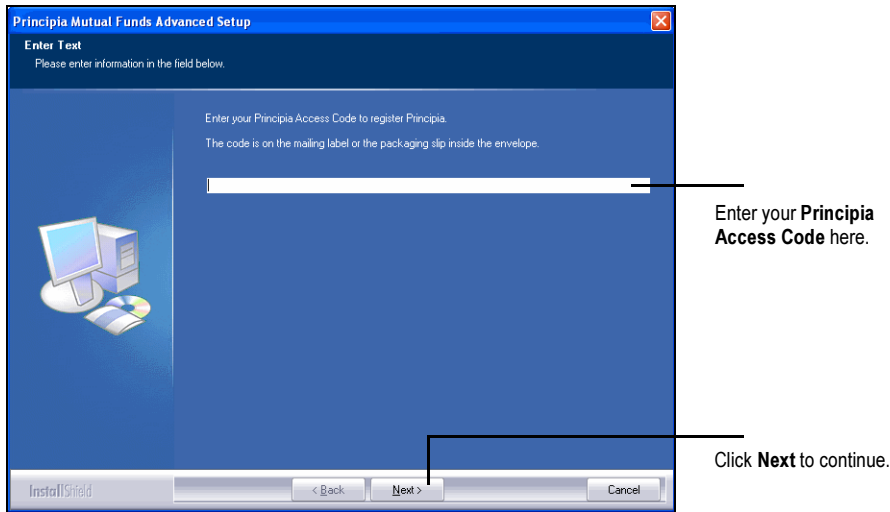 Principia Mutual Funds Advanced Setup
Enter Text
Please enter information in the field below.
Enter your Principia Access Code to register Principia.
The code is on the mailing label or the packaging slip inside the envelope.
Enter your Principia
Access Code here.
Click Next to continue.
InstallShield
< Back
Next >
Cancel